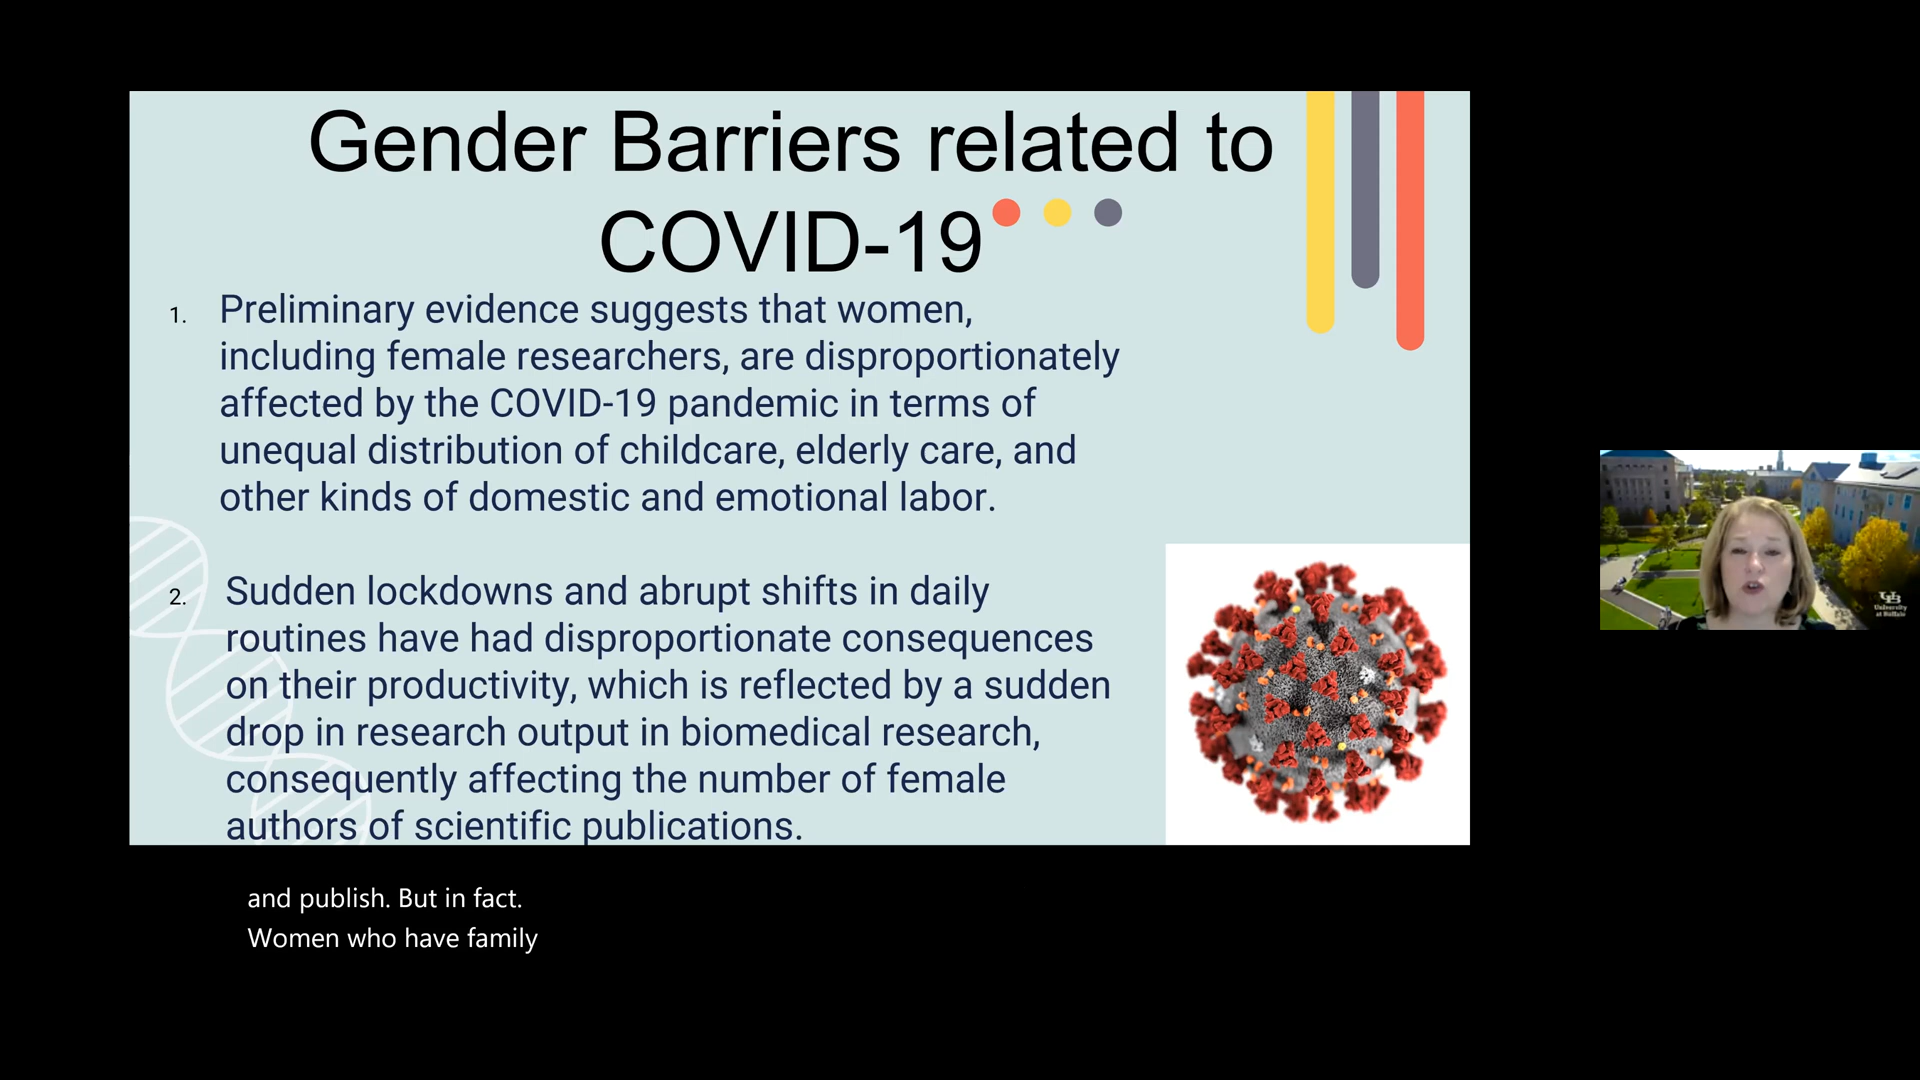 Gender Barriers related to
COVID-19
1. Preliminary evidence suggests that women,
including female researchers, are disproportionately
affected by the COVID-19 pandemic in terms of
unequal distribution of childcare, elderly care, and
other kinds of domestic and emotional labor.
2. Sudden lockdowns and abrupt shifts in daily
routines have had disproportionate consequences
on their productivity, which is reflected by a sudden
drop in research output in biomedical research,
consequently affecting the number of female
authors of scientific publications.
UB
University
at Buffalo
and publish. But in fact.
Women who have family